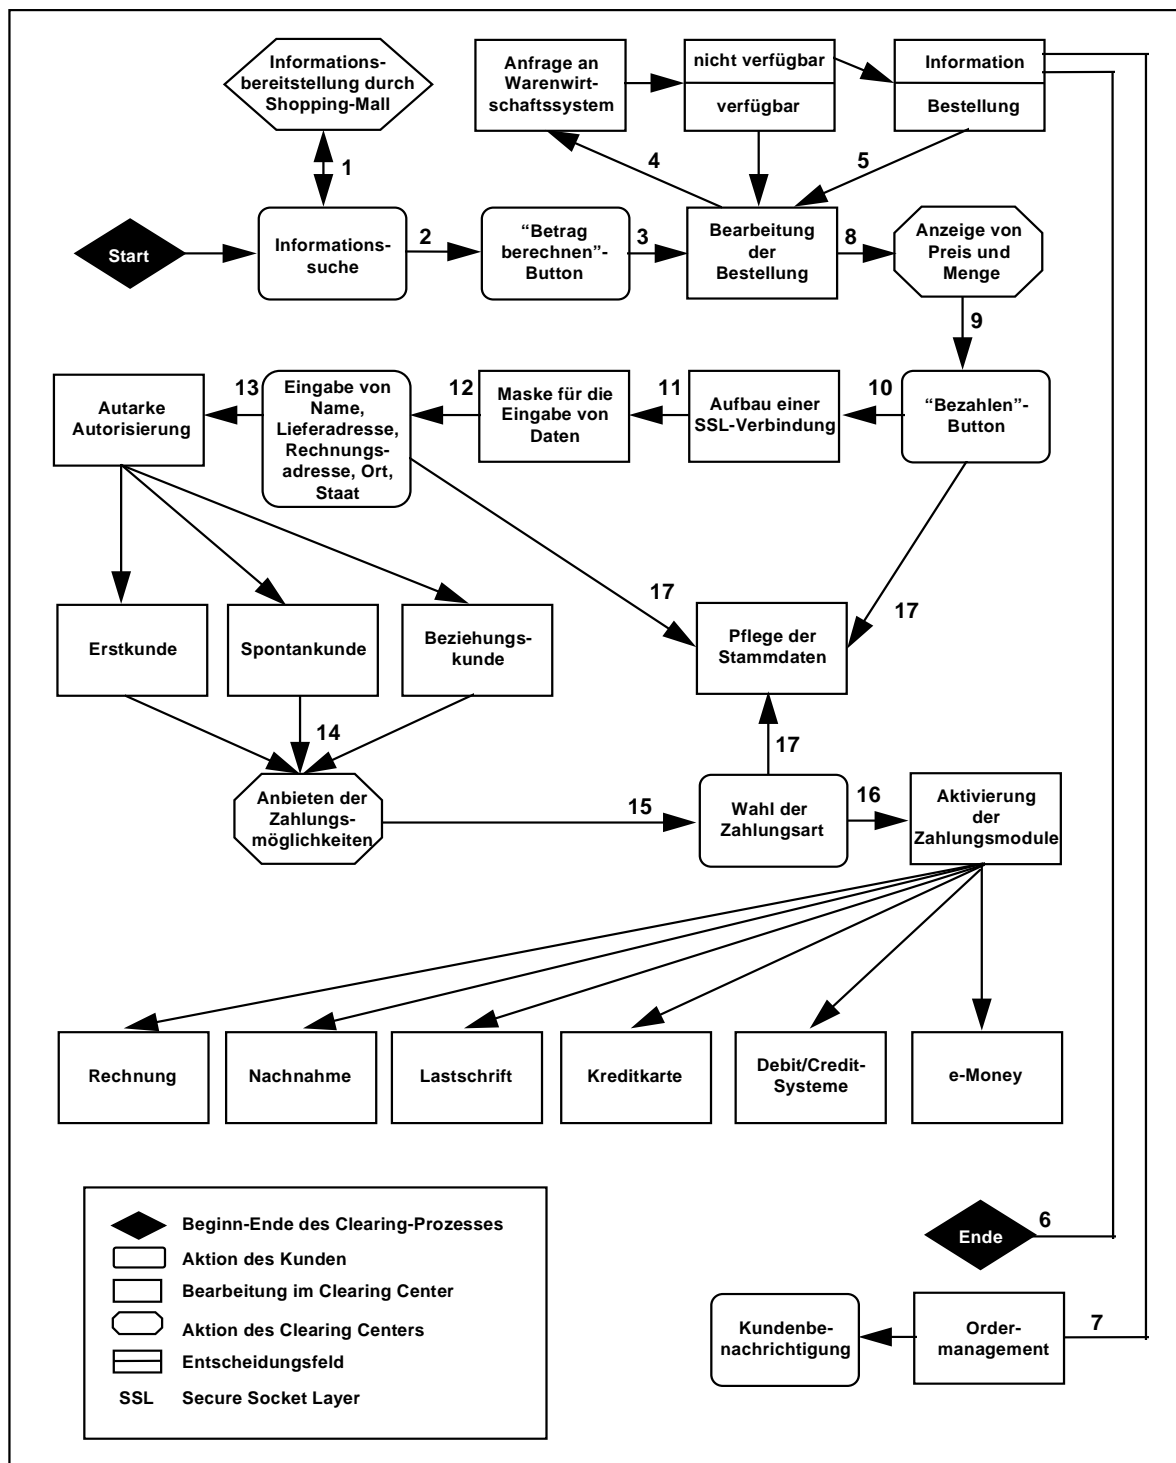 Informations-
bereitstellung durch
Shopping-Mall
Anfrage an
Warenwirt-
schaftssystem
nicht verfügbar
verfügbar
Information
Bestellung
1
4
5
Start
Informations-
suche
2
“Betrag
berechnen”-
Button
3
Bearbeitung
der
Bestellung
8
Anzeige von
Preis und
Menge
9
Autarke
Autorisierung
13
Eingabe von
Name,
Lieferadresse,
Rechnungs-
adresse, Ort,
Staat
12
Maske für die
Eingabe von
Daten
11
Aufbau einer
SSL-Verbindung
10
“Bezahlen”-
Button
17
17
Erstkunde
Spontankunde
Beziehungs-
kunde
Pflege der
Stammdaten
14
17
Anbieten der
Zahlungs-
möglichkeiten
15
Wahl der
Zahlungsart
16
Aktivierung
der
Zahlungsmodule
Rechnung
Nachnahme
Lastschrift
Kreditkarte
Debit/Credit-
Systeme
e-Money
Beginn-Ende des Clearing-Prozesses
Aktion des Kunden
Bearbeitung im Clearing Center
Aktion des Clearing Centers
Entscheidungsfeld
SSL Secure Socket Layer
Ende
6
Kundenbe-
nachrichtigung
Order-
management
7